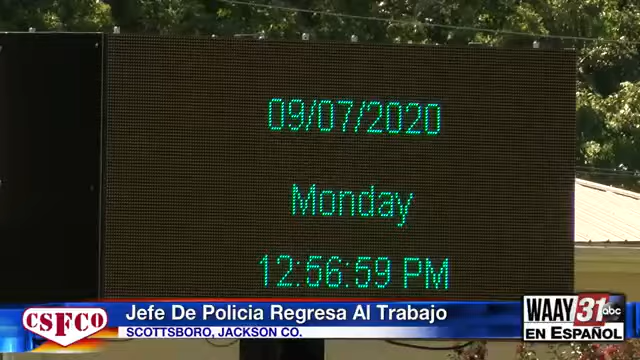 09/07/2020
Monday
12:56:59 PM
CSFCO
Jefe De Policia Regresa Al Trabajo
SCOTTSBORO, JACKSON CO.
WAAY 31 abc
EN ESPAÑOL